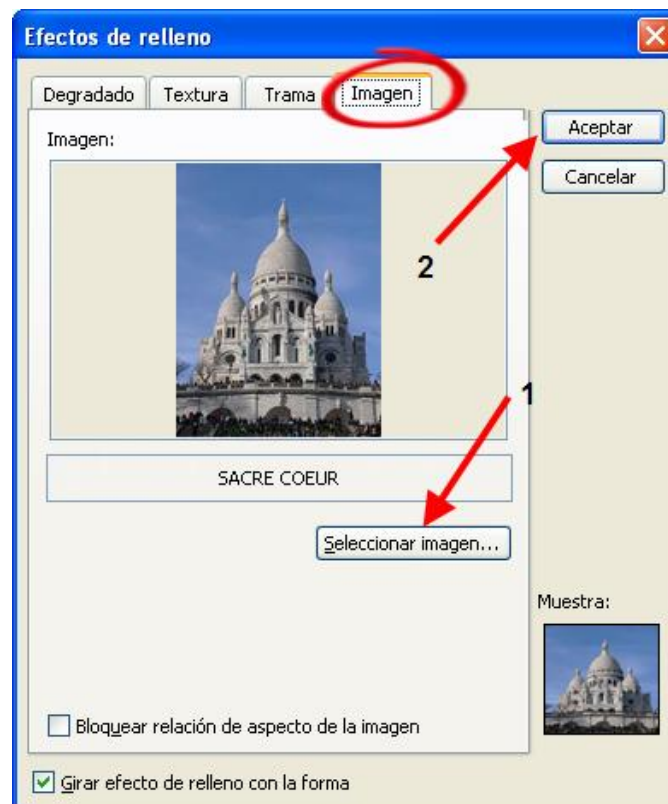 Efectos de relleno
Degradado Textura Trama Imagen
Imagen:
Aceptar
Cancelar
2
1
SACRE COEUR
Seleccionar imagen...
Muestra:
Bloquear relación de aspecto de la imagen
Girar efecto de relleno con la forma